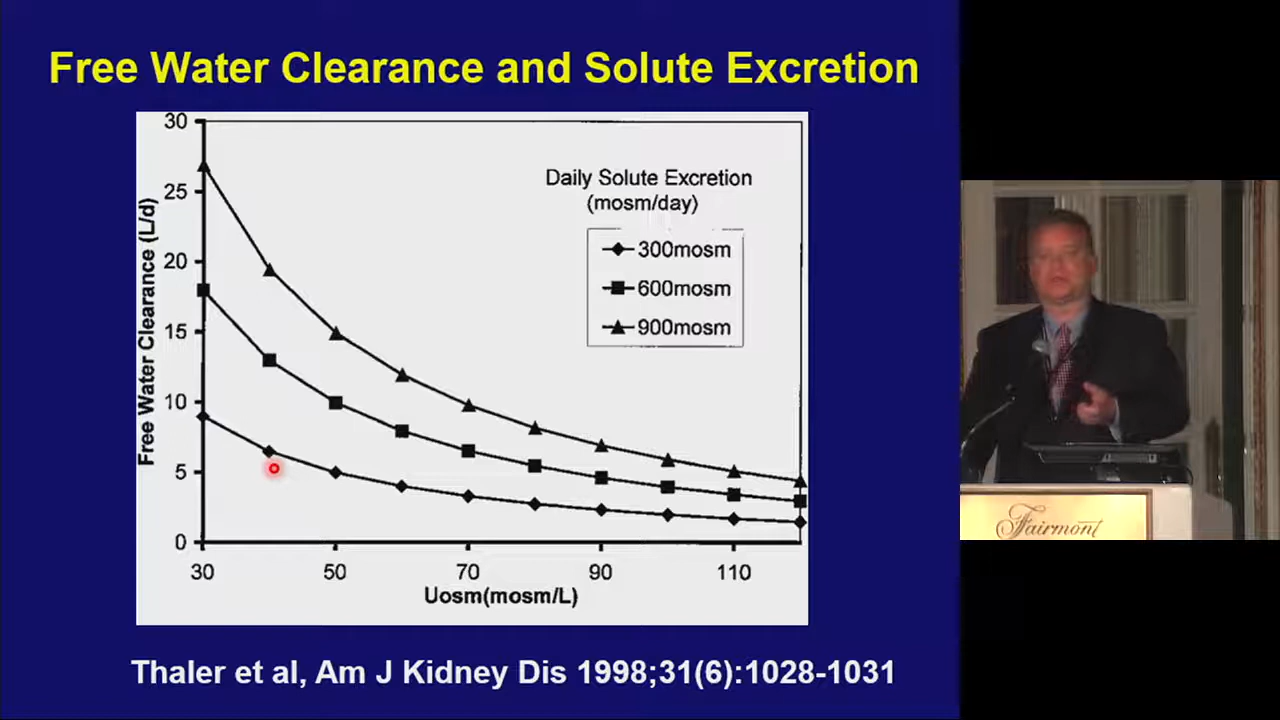 Free Water Clearance and Solute Excretion
30
25
20
15
10
5
0
Free Water Clearance (L/d)
Daily Solute Excretion
(mosm/day)
300mosm
600mosm
900mosm
30 50 70 90 110
Uosm(mosm/L)
Thaler et al, Am J Kidney Dis 1998;31(6):1028-1031
Fairmont